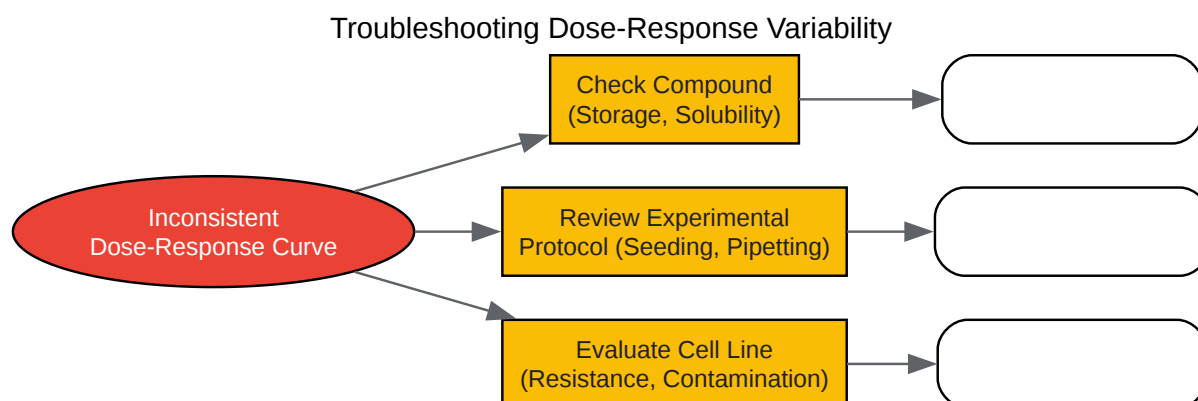 Troubleshooting Dose-Response Variability
Check Compound
(Storage, Solubility)
Inconsistent
Dose-Response Curve
Review Experimental
Protocol (Seeding, Pipetting)
Evaluate Cell Line
(Resistance, Contamination)